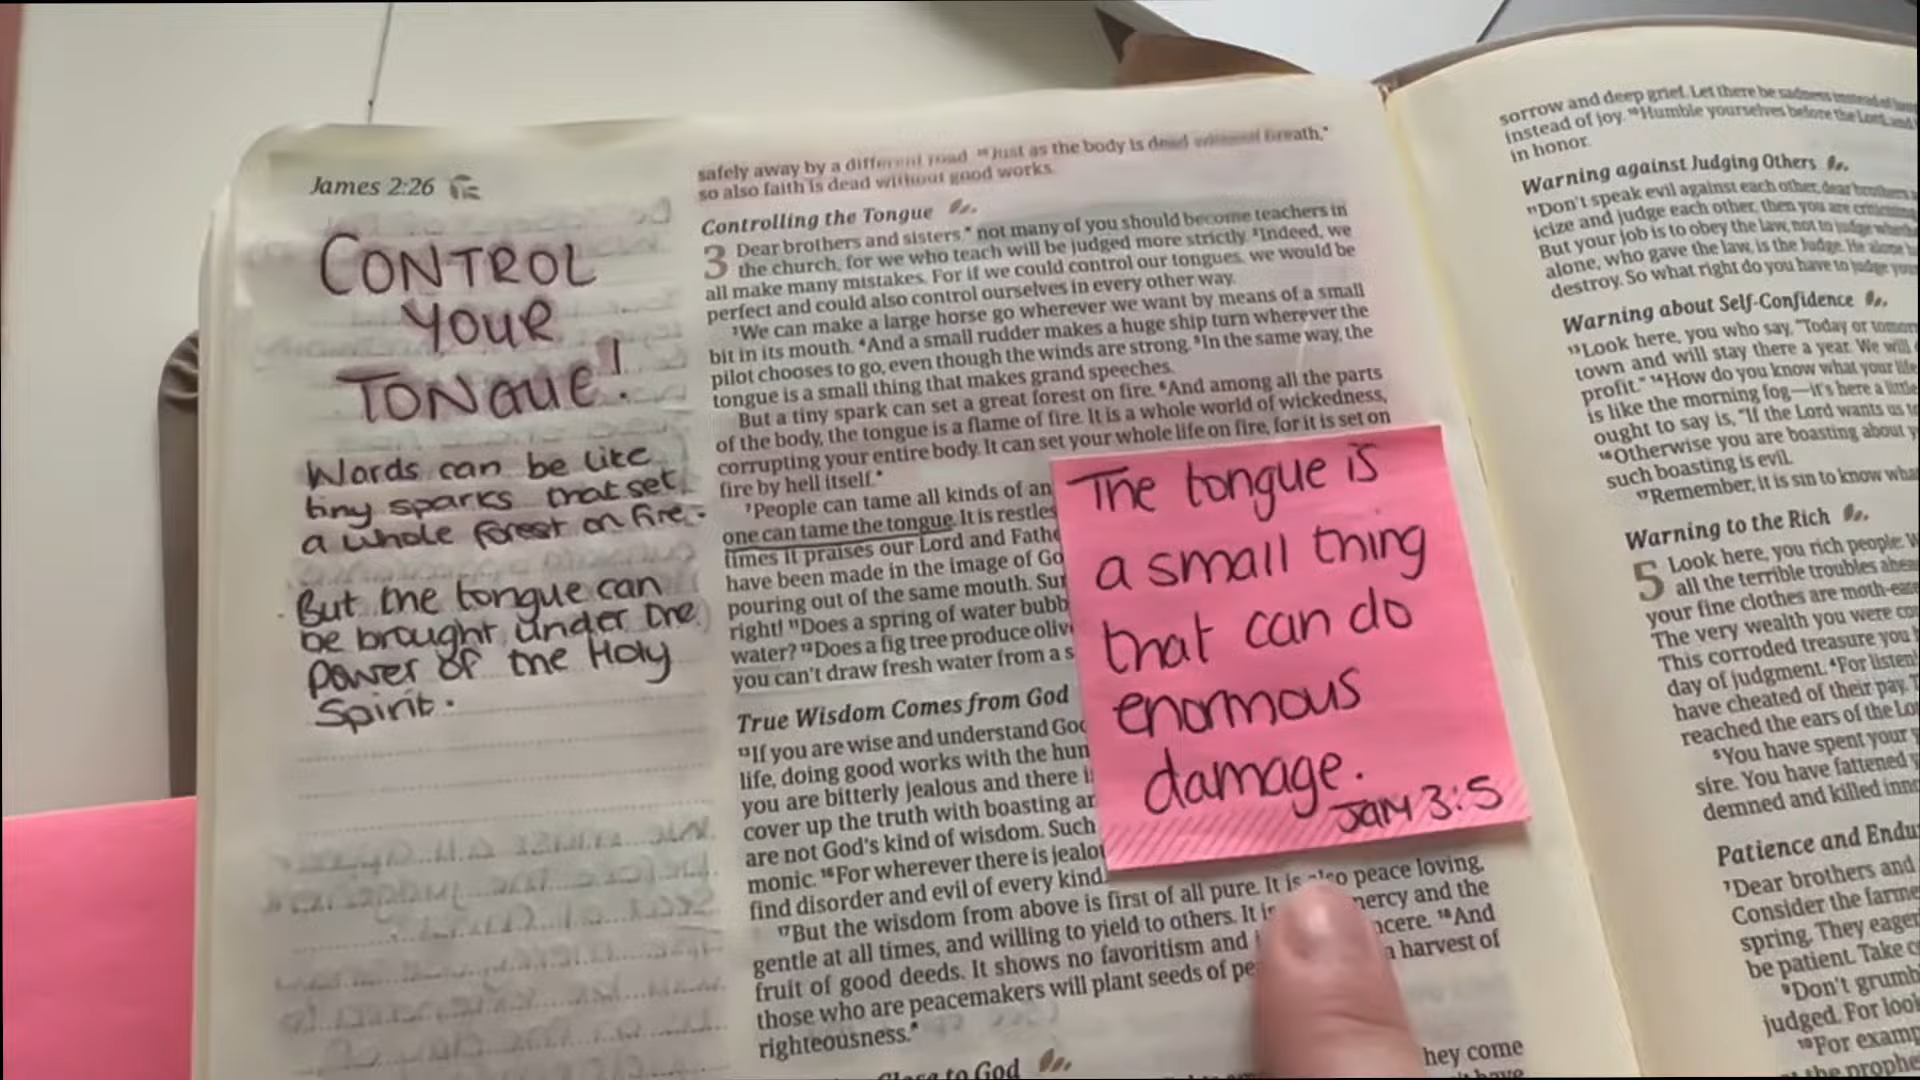 James 2:26
CONTROL
YOUR
TONGUE!
Words can be like
tiny sparks that set
a whole forest on fire.
But the tongue can
be brought under the
power of the Holy
Spirit.
safely away by a different road. ²⁶Just as the body is dead without breath,*
so also faith is dead without good works.
Controlling the Tongue
3 Dear brothers and sisters,* not many of you should become teachers in
the church, for we who teach will be judged more strictly. ²Indeed, we
all make many mistakes. For if we could control our tongues, we would be
perfect and could also control ourselves in every other way.
³We can make a large horse go wherever we want by means of a small
bit in its mouth. ⁴And a small rudder makes a huge ship turn wherever the
pilot chooses to go, even though the winds are strong. ⁵In the same way, the
tongue is a small thing that makes grand speeches.
But a tiny spark can set a great forest on fire. ⁶And among all the parts
of the body, the tongue is a flame of fire. It is a whole world of wickedness,
corrupting your entire body. It can set your whole life on fire, for it is set on
fire by hell itself.*
⁷People can tame all kinds of an
one can tame the tongue. It is restles
times it praises our Lord and Fathe
have been made in the image of Go
pouring out of the same mouth. Sur
right! ¹¹Does a spring of water bubb
water? ¹²Does a fig tree produce oliv
you can't draw fresh water from a s
True Wisdom Comes from God
¹³If you are wise and understand God
life, doing good works with the hum
you are bitterly jealous and there i
cover up the truth with boasting an
are not God's kind of wisdom. Such
monic. ¹⁶For wherever there is jealou
find disorder and evil of every kind.
¹⁷But the wisdom from above is first of all pure. It is also peace loving,
gentle at all times, and willing to yield to others. It is mercy and the
fruit of good deeds. It shows no favoritism and ncere. ¹⁸And
those who are peacemakers will plant seeds of pe a harvest of
righteousness.*
Close to God
hey come
The tongue is
a small thing
that can do
enormous
damage.
Jam 3:5
sorrow and deep grief. Let there be sadness instead of
instead of joy. ¹⁰Humble yourselves before the Lord, and
in honor.
Warning against Judging Others
¹¹Don't speak evil against each other, dear brothers
icize and judge each other, then you are criticizing
But your job is to obey the law, not to judge whether
alone, who gave the law, is the Judge. He alone
destroy. So what right do you have to judge your
Warning about Self-Confidence
¹³Look here, you who say, "Today or tomor
town and will stay there a year. We will
profit." ¹⁴How do you know what your life
is like the morning fog—it's here a little
ought to say is, "If the Lord wants us to
¹⁶Otherwise you are boasting about y
such boasting is evil.
¹⁷Remember, it is sin to know what
Warning to the Rich
5 Look here, you rich people: W
all the terrible troubles ahead
your fine clothes are moth-eate
The very wealth you were cou
This corroded treasure you h
day of judgment. ⁴For listen!
have cheated of their pay. T
reached the ears of the Lor
⁵You have spent your y
sire. You have fattened y
demned and killed inno
Patience and Endu
⁷Dear brothers and
Consider the farme
spring. They eager
be patient. Take c
⁹Don't grumb
judged. For look
¹⁰For examp
the prophe